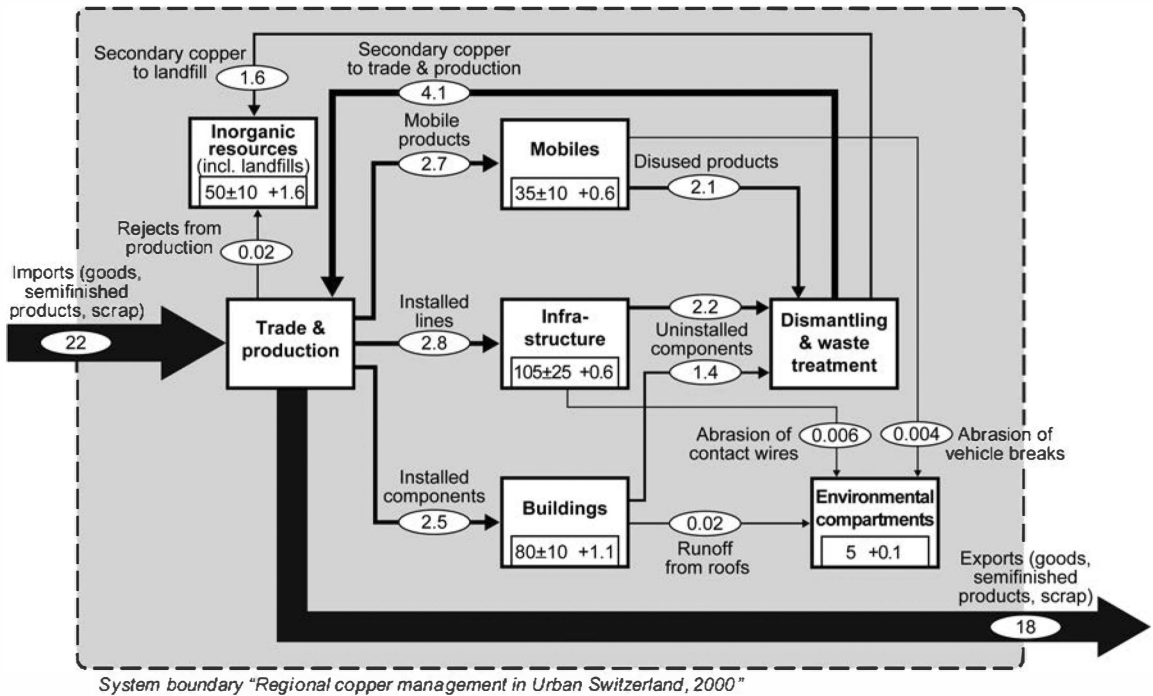 Secondary copper
to landfill
1.6
Secondary copper
to trade & production
4.1
Inorganic
resources
(incl. landfills)
50±10 +1.6
Mobile
products
2.7
Mobiles
35±10 +0.6
Disused products
2.1
Rejects from
production
0.02
Imports (goods,
semifinished
products, scrap)
22
Trade &
production
Installed
lines
2.8
Infra-
structure
105±25 +0.6
2.2
Uninstalled
components
1.4
Dismantling
& waste
treatment
Abrasion of
contact wires
0.006
0.004
Abrasion of
vehicle breaks
Installed
components
2.5
Buildings
80±10 +1.1
0.02
Runoff
from roofs
Environmental
compartments
5 +0.1
Exports (goods,
semifinished
products, scrap)
18
System boundary "Regional copper management in Urban Switzerland, 2000"